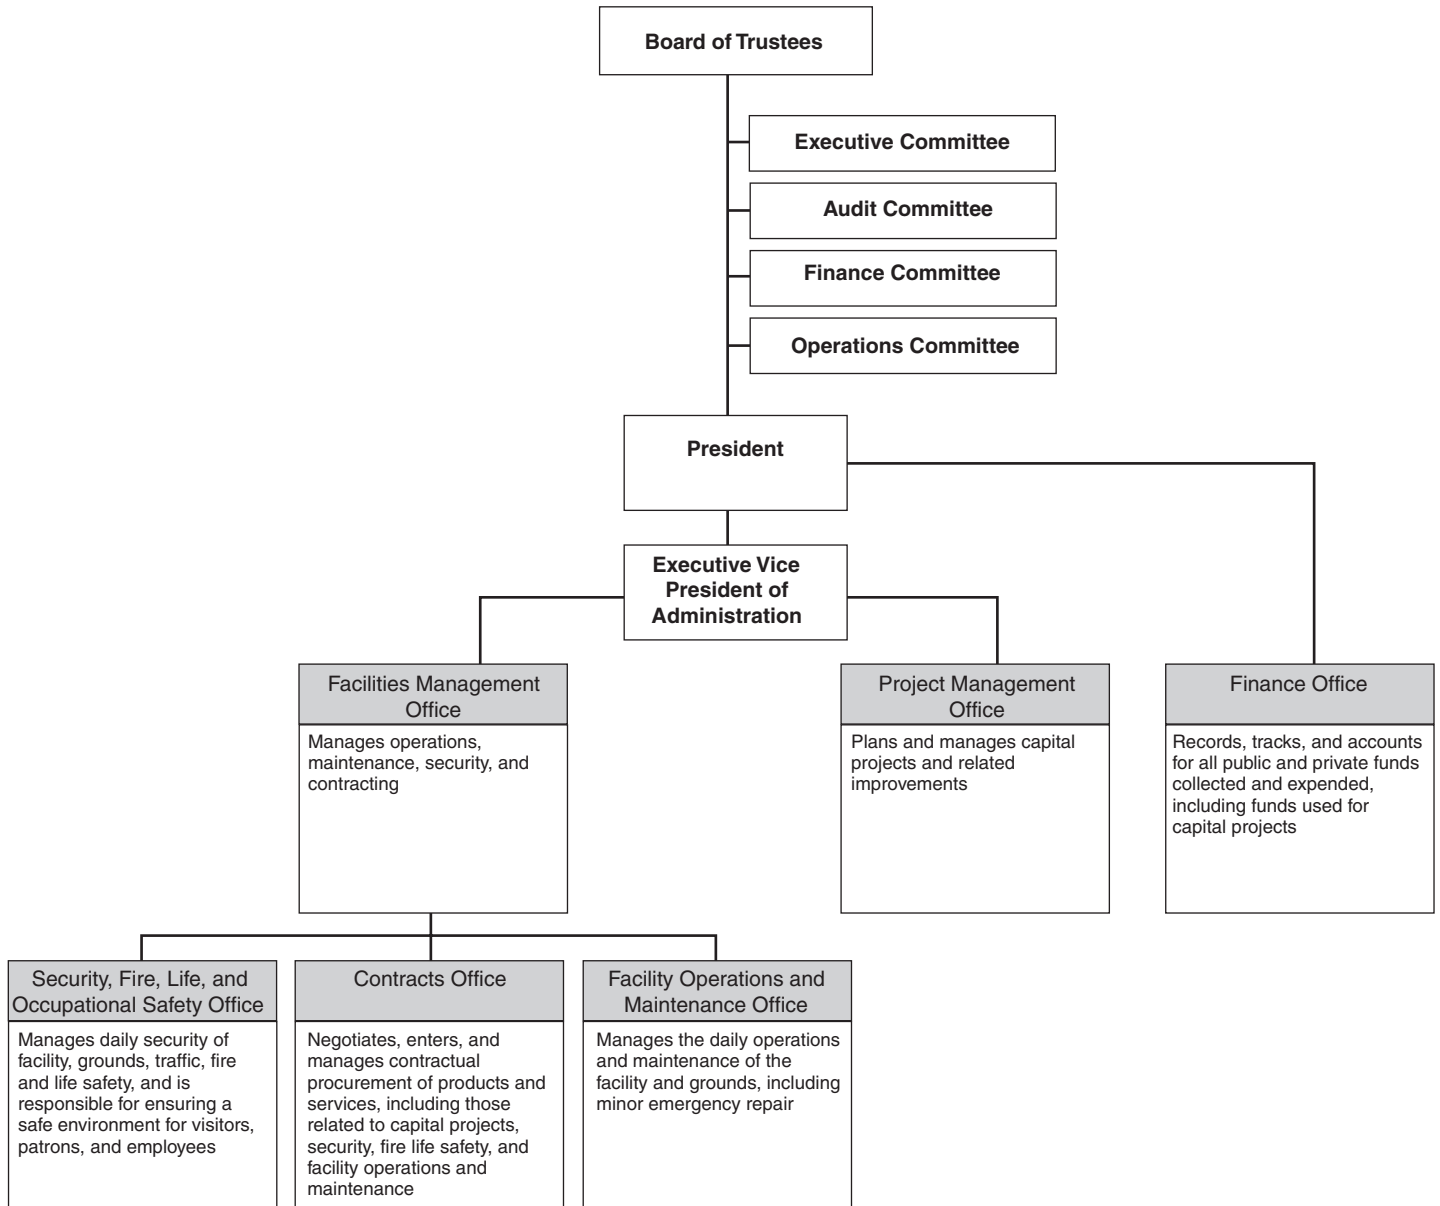 Board of Trustees
Executive Committee
Audit Committee
Finance Committee
Operations Committee
President
Executive Vice
President of
Administration
Facilities Management
Office
Manages operations,
maintenance, security, and
contracting
Project Management
Office
Plans and manages capital
projects and related
improvements
Finance Office
Records, tracks, and accounts
for all public and private funds
collected and expended,
including funds used for
capital projects
Security, Fire, Life, and
Occupational Safety Office
Manages daily security of
facility, grounds, traffic, fire
and life safety, and is
responsible for ensuring a
safe environment for visitors,
patrons, and employees
Contracts Office
Negotiates, enters, and
manages contractual
procurement of products and
services, including those
related to capital projects,
security, fire life safety, and
facility operations and
maintenance
Facility Operations and
Maintenance Office
Manages the daily operations
and maintenance of the
facility and grounds, including
minor emergency repair